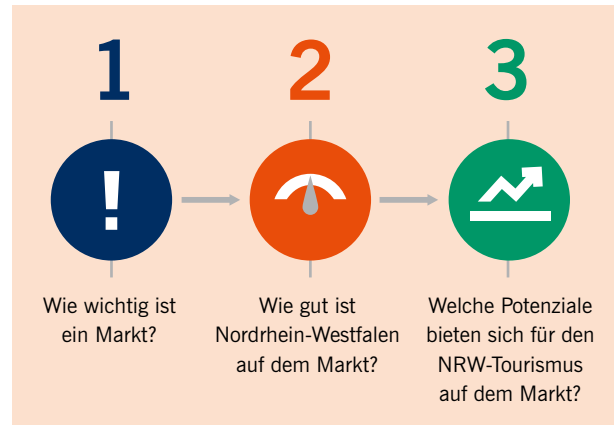 1
2
3
!
Wie wichtig ist
ein Markt?
Wie gut ist
Nordrhein-Westfalen
auf dem Markt?
Welche Potenziale
bieten sich für den
NRW-Tourismus
auf dem Markt?